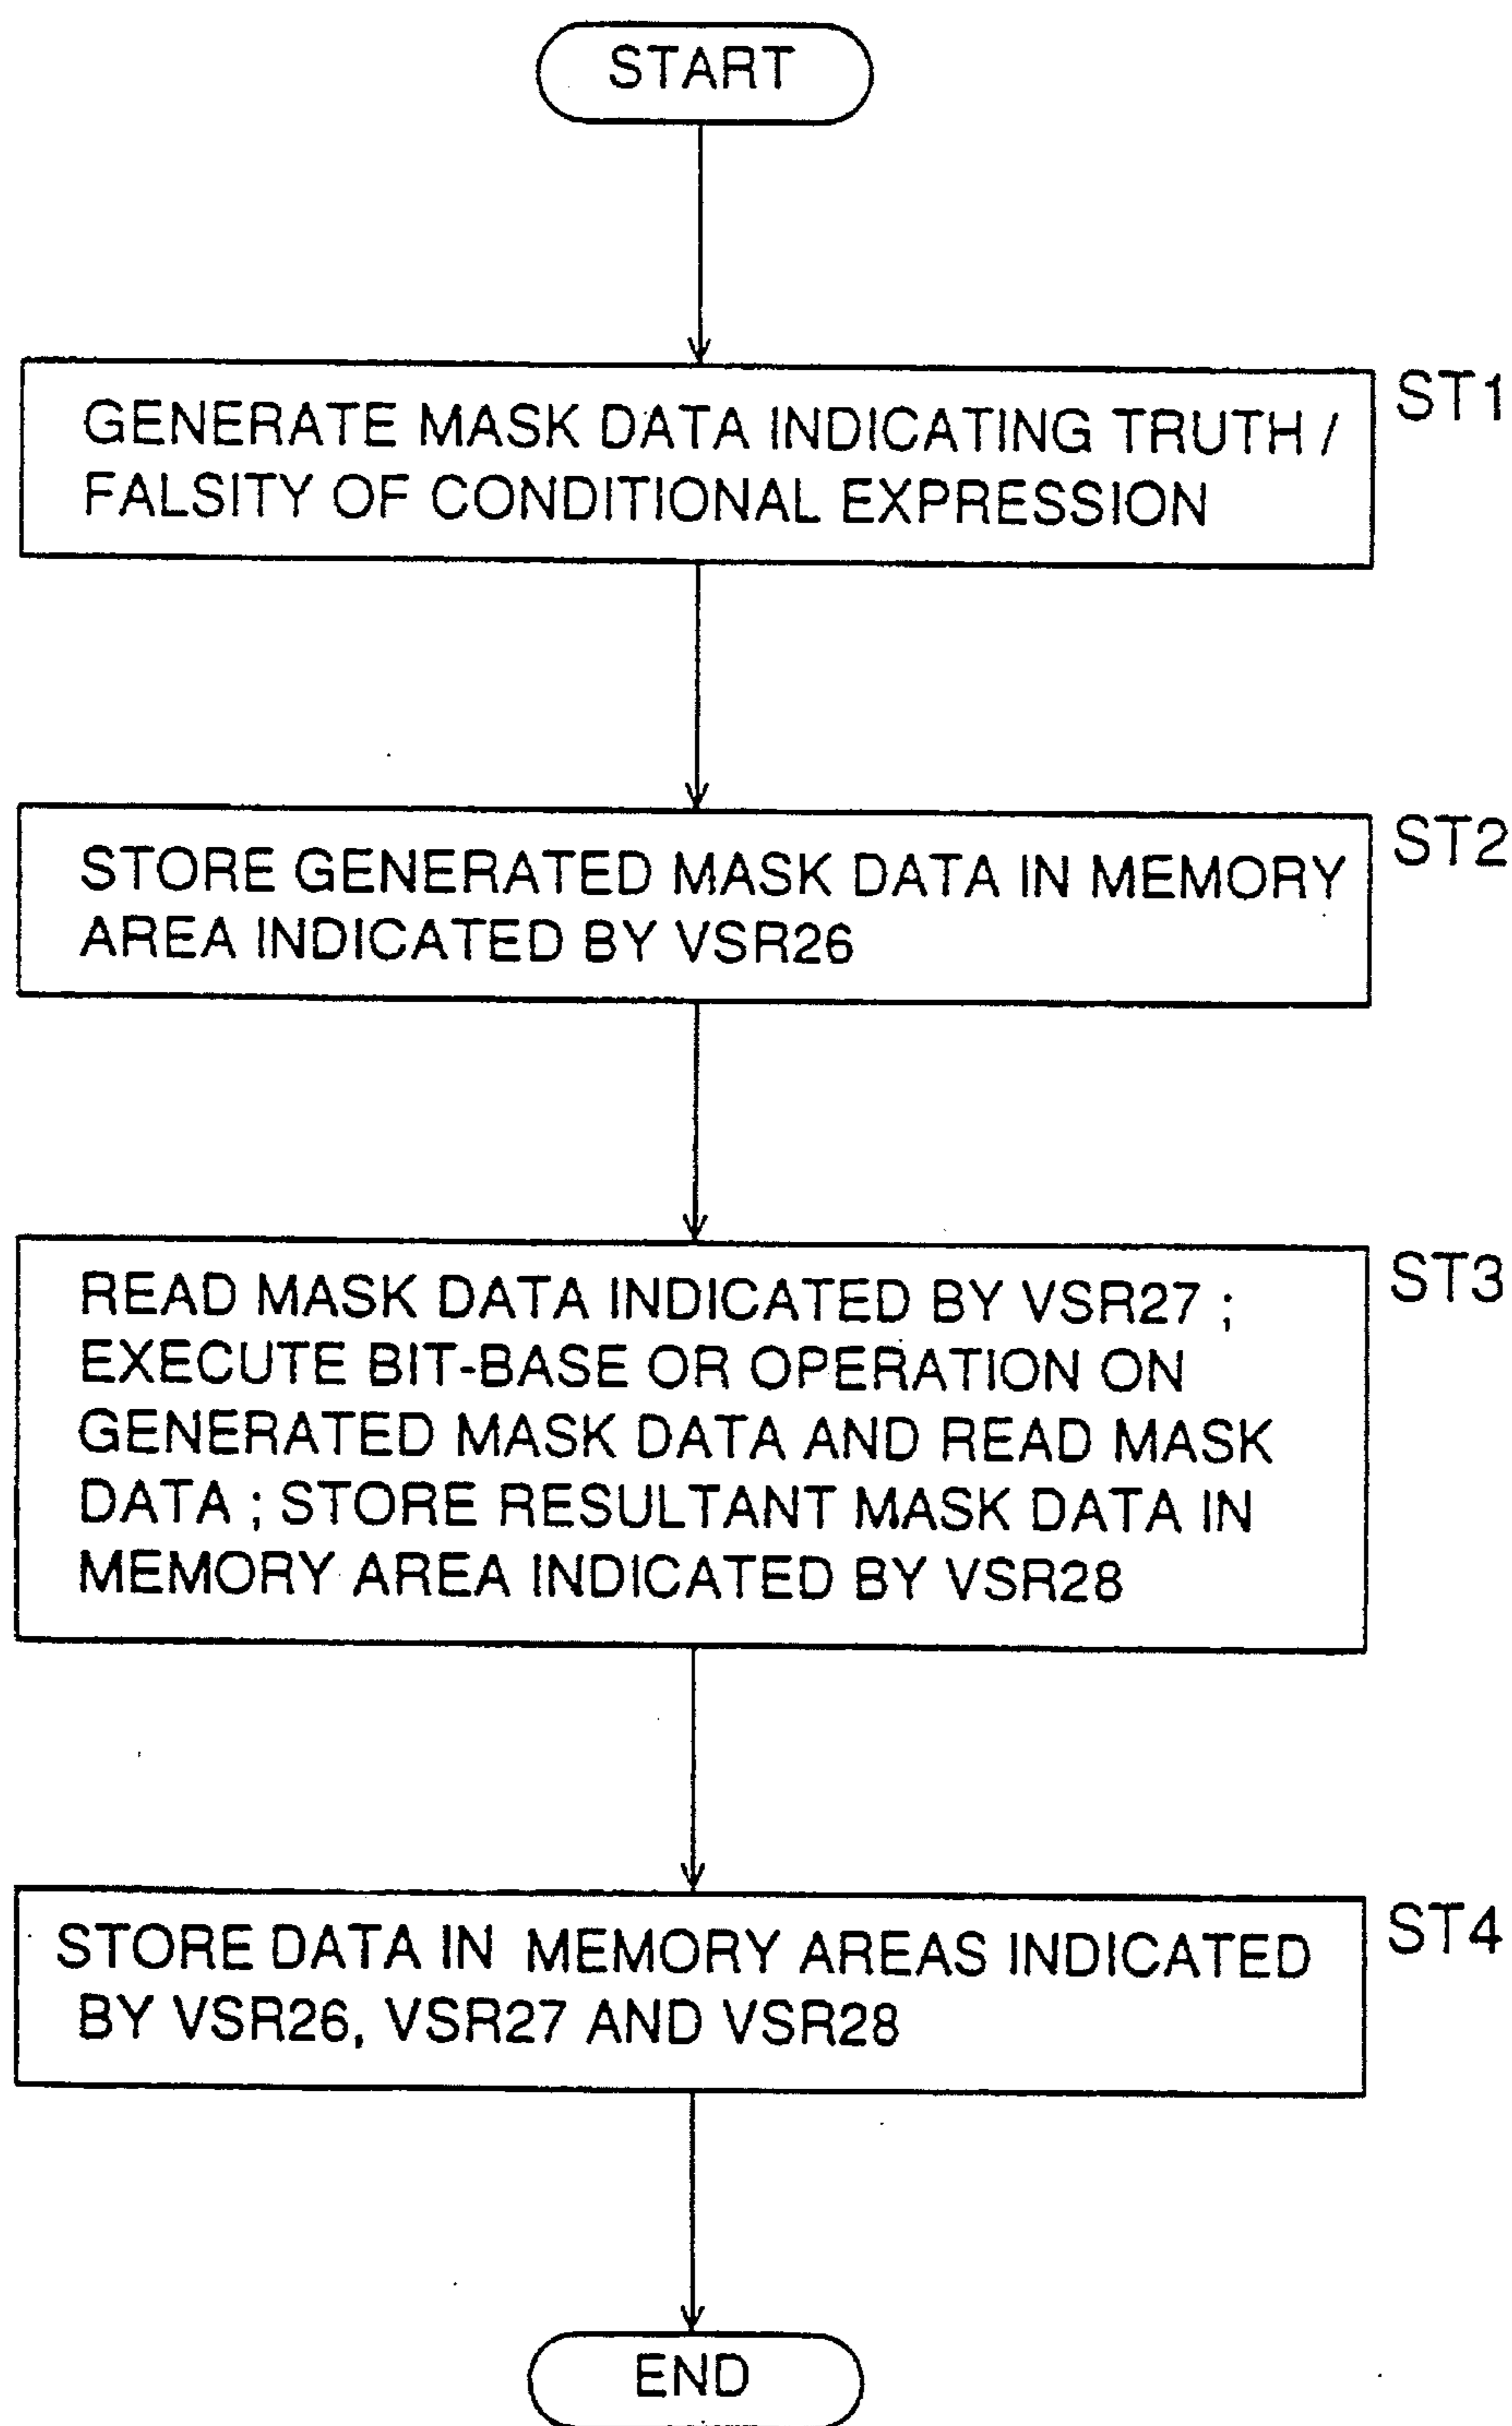 START
ST1
GENERATE MASK DATA INDICATING TRUTH /
FALSITY OF CONDITIONAL EXPRESSION
ST2
STORE GENERATED MASK DATA IN MEMORY
AREA INDICATED BY VSR26
ST3
READ MASK DATA INDICATED BY VSR27 ;
EXECUTE BIT-BASE OR OPERATION ON
GENERATED MASK DATA AND READ MASK
DATA ; STORE RESULTANT MASK DATA IN
MEMORY AREA INDICATED BY VSR28
ST4
STORE DATA IN MEMORY AREAS INDICATED
BY VSR26, VSR27 AND VSR28
END